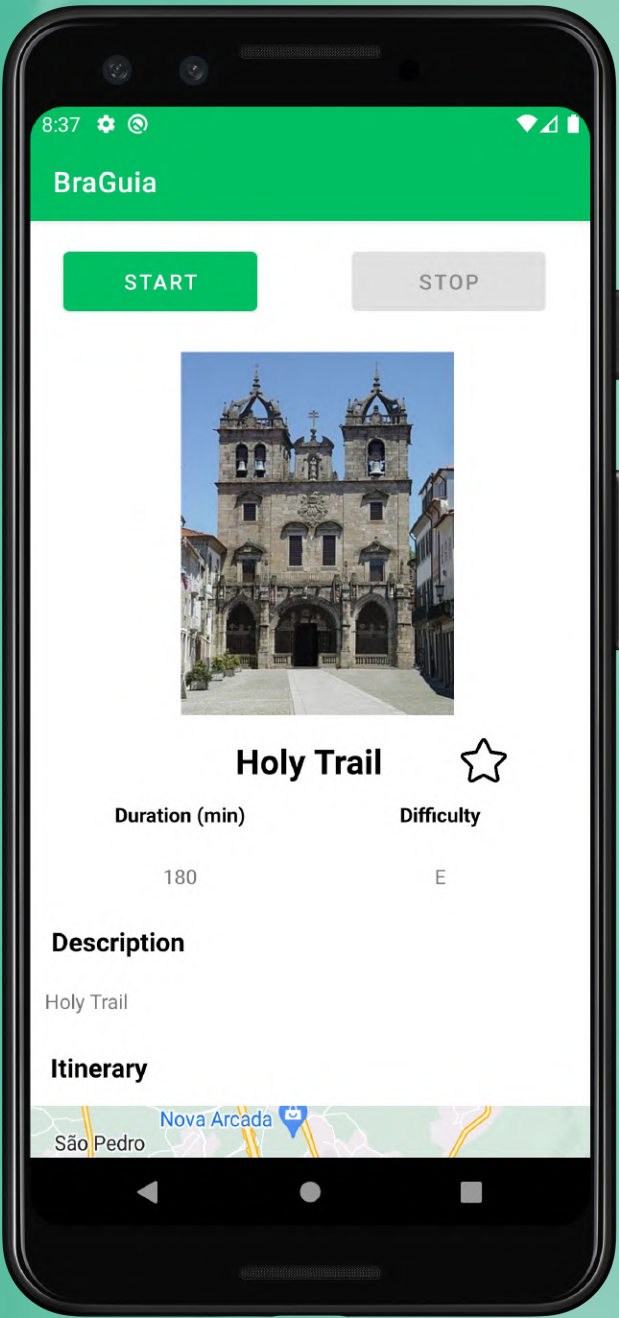 8:37
BraGuia
START STOP
Holy Trail
Duration (min) Difficulty
180 E
Description
Holy Trail
Itinerary
Nova Arcada
São Pedro